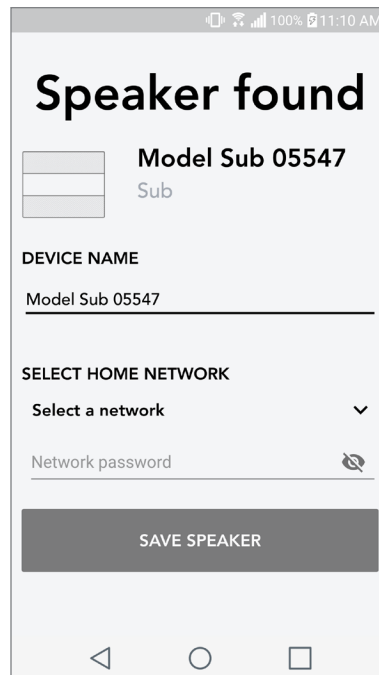 100% 11:10 AM
Speaker found
Model Sub 05547
Sub
DEVICE NAME
Model Sub 05547
SELECT HOME NETWORK
Select a network
Network password
SAVE SPEAKER